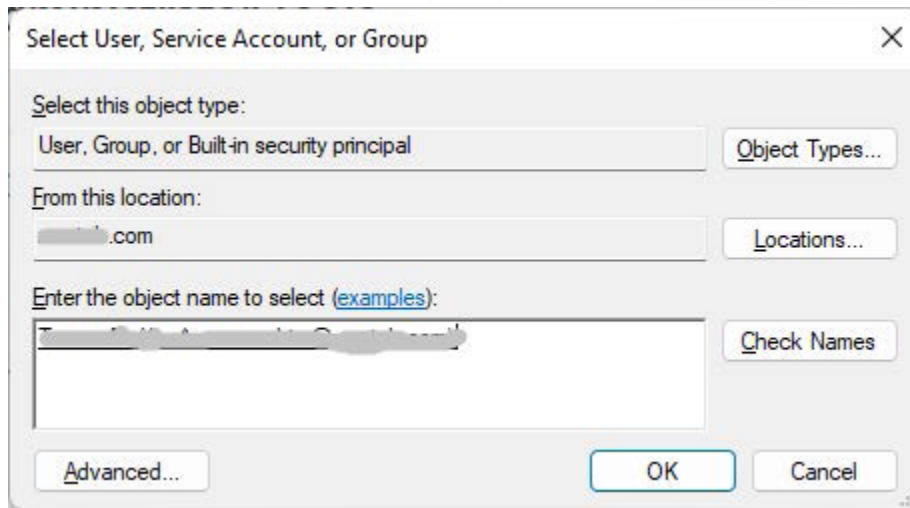 Select User, Service Account, or Group
Select this object type:
User, Group, or Built-in security principal
Object Types...
From this location:
.com
Locations...
Enter the object name to select (examples):
Check Names
Advanced...
OK
Cancel